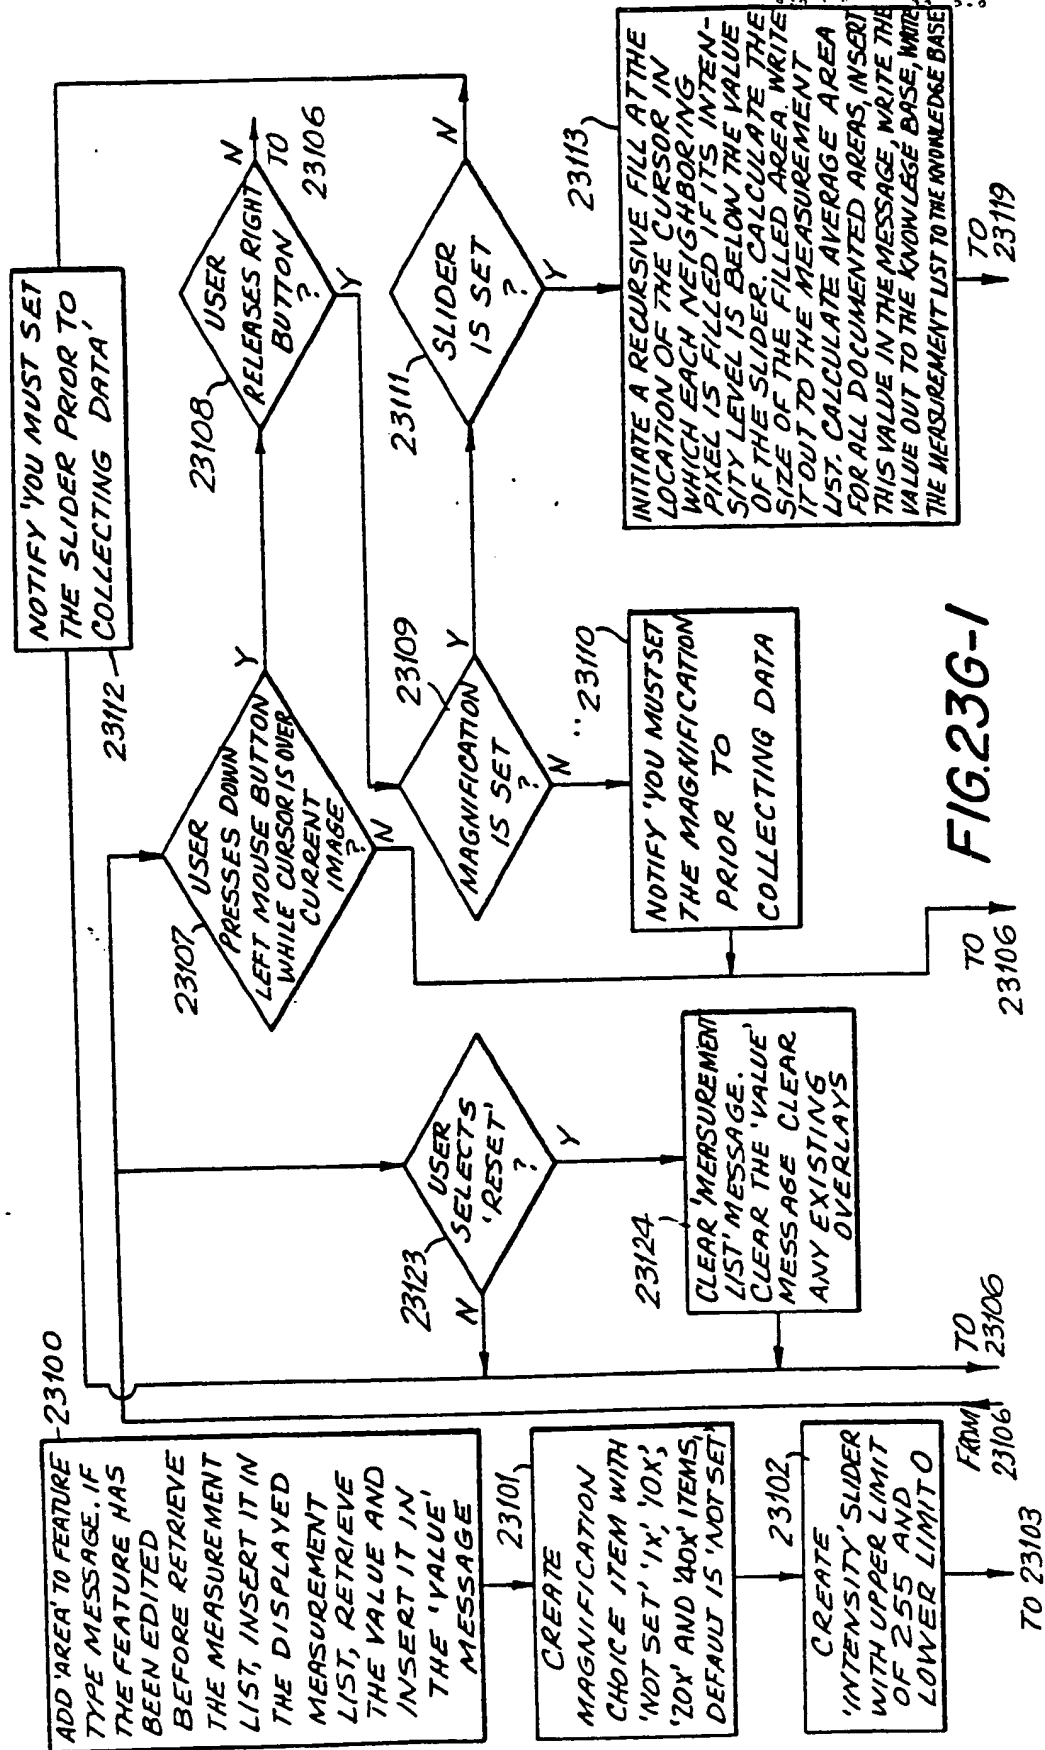 ADD 'AREA' TO FEATURE
TYPE MESSAGE. IF
THE FEATURE HAS
BEEN EDITED
BEFORE RETRIEVE
THE MEASUREMENT
LIST, INSERT IT IN
THE DISPLAYED
MEASUREMENT
LIST, RETRIEVE
THE VALUE AND
INSERT IT IN
THE 'VALUE'
MESSAGE
23100
23101
CREATE
MAGNIFICATION
CHOICE ITEM WITH
'NOT SET' '1X', '10X',
'20X' AND '40X' ITEMS,
DEFAULT IS 'NOT SET'
23102
CREATE
'INTENSITY' SLIDER
WITH UPPER LIMIT
OF 255 AND
LOWER LIMIT O
TO 23103
FROM
23106
TO
23106
23123
USER
SELECTS
'RESET'
?
N
Y
23124
CLEAR 'MEASUREMENT
LIST' MESSAGE.
CLEAR THE 'VALUE'
MESSAGE CLEAR
ANY EXISTING
OVERLAYS
23107
USER
PRESSES DOWN
LEFT MOUSE BUTTON
WHILE CURSOR IS OVER
CURRENT
IMAGE
?
Y
N
23109
MAGNIFICATION
IS SET
?
Y
N
23110
NOTIFY 'YOU MUST SET
THE MAGNIFICATION
PRIOR TO
COLLECTING DATA
TO
23106
23112
NOTIFY 'YOU MUST SET
THE SLIDER PRIOR TO
COLLECTING DATA'
23108
USER
RELEASES RIGHT
BUTTON
?
N
TO
23106
Y
23111
SLIDER
IS SET
?
N
Y
23113
INITIATE A RECURSIVE FILL AT THE
LOCATION OF THE CURSOR IN
WHICH EACH NEIGHBORING
PIXEL IS FILLED IF ITS INTEN-
SITY LEVEL IS BELOW THE VALUE
OF THE SLIDER. CALCULATE THE
SIZE OF THE FILLED AREA. WRITE
IT OUT TO THE MEASUREMENT
LIST. CALCULATE AVERAGE AREA
FOR ALL DOCUMENTED AREAS, INSERT
THIS VALUE IN THE MESSAGE, WRITE THE
VALUE OUT TO THE KNOWLEGE BASE, WRITE
THE MEASUREMENT LIST TO THE KNOWLEDGE BASE
TO
23119
FIG.23G-1